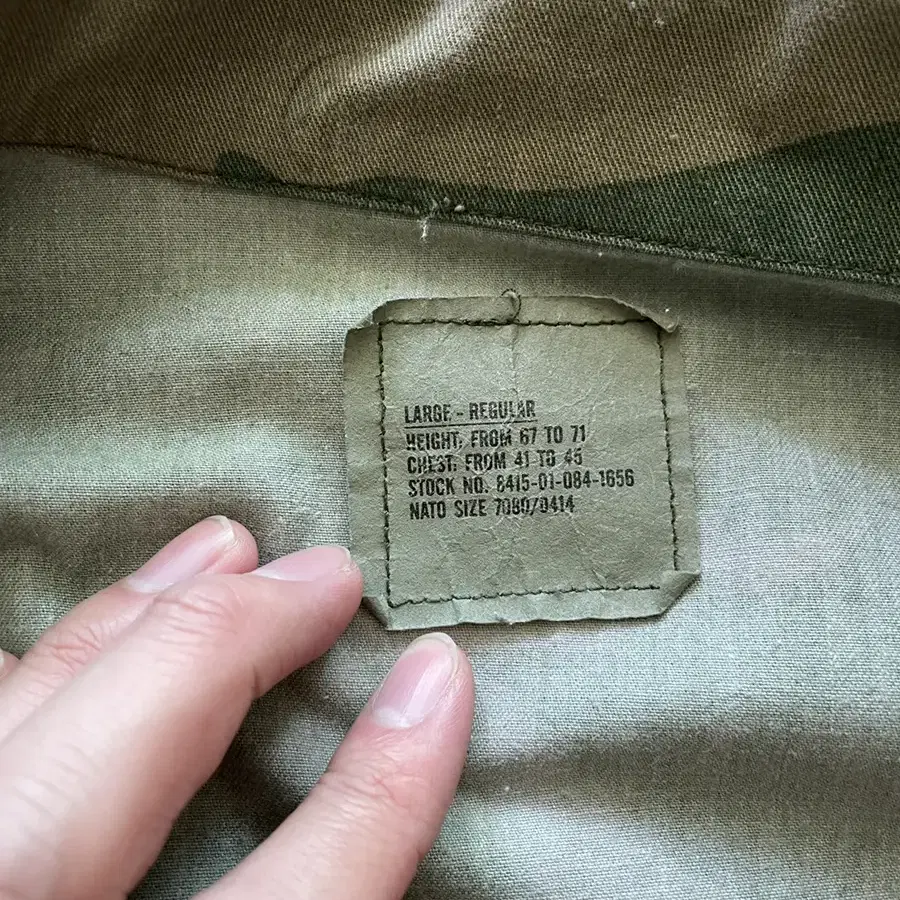 LARGE - REGULAR
HEIGHT: FROM 67 TO 71
CHEST: FROM 41 TO 45
STOCK NO. 8415-01-084-1656
NATO SIZE 7080/0414